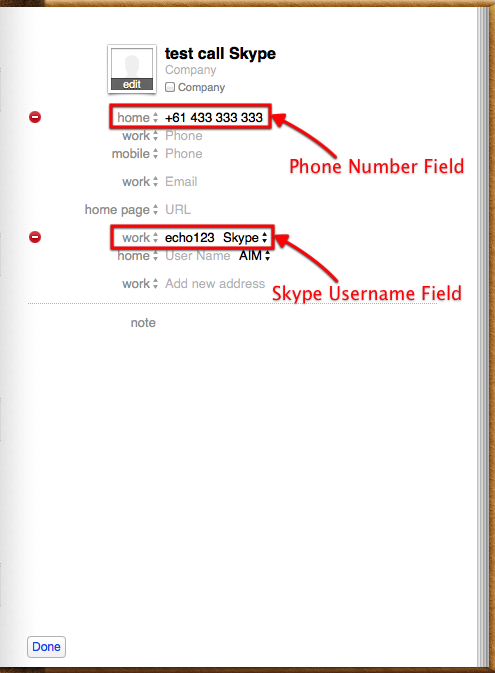 test call Skype
Company
edit
Company
home +61 433 333 333
work Phone
mobile Phone
Phone Number Field
work Email
home page URL
work echo123 Skype
home User Name AIM
work Add new address
Skype Username Field
note
Done